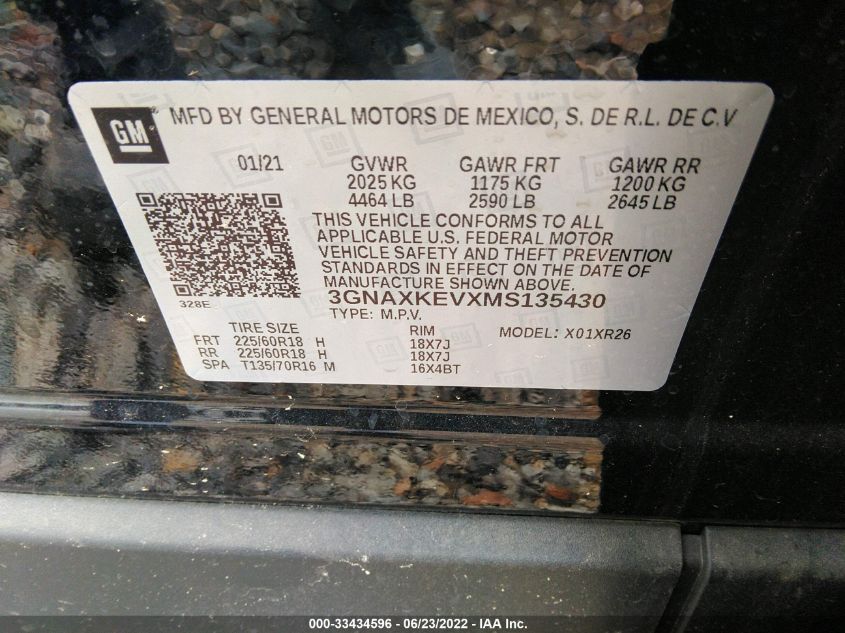 GM
MFD BY GENERAL MOTORS DE MEXICO, S. DE R.L. DE C.V
01/21 GVWR GAWR FRT GAWR RR
2025 KG 1175 KG 1200 KG
4464 LB 2590 LB 2645 LB
THIS VEHICLE CONFORMS TO ALL
APPLICABLE U.S. FEDERAL MOTOR
VEHICLE SAFETY AND THEFT PREVENTION
STANDARDS IN EFFECT ON THE DATE OF
MANUFACTURE SHOWN ABOVE.
328E 3GNAXKEVXMS135430
TYPE: M.P.V. MODEL: X01XR26
TIRE SIZE RIM
FRT 225/60R18 H 18X7J
RR 225/60R18 H 18X7J
SPA T135/70R16 M 16X4BT
000-33434596 - 06/23/2022 - IAA Inc.